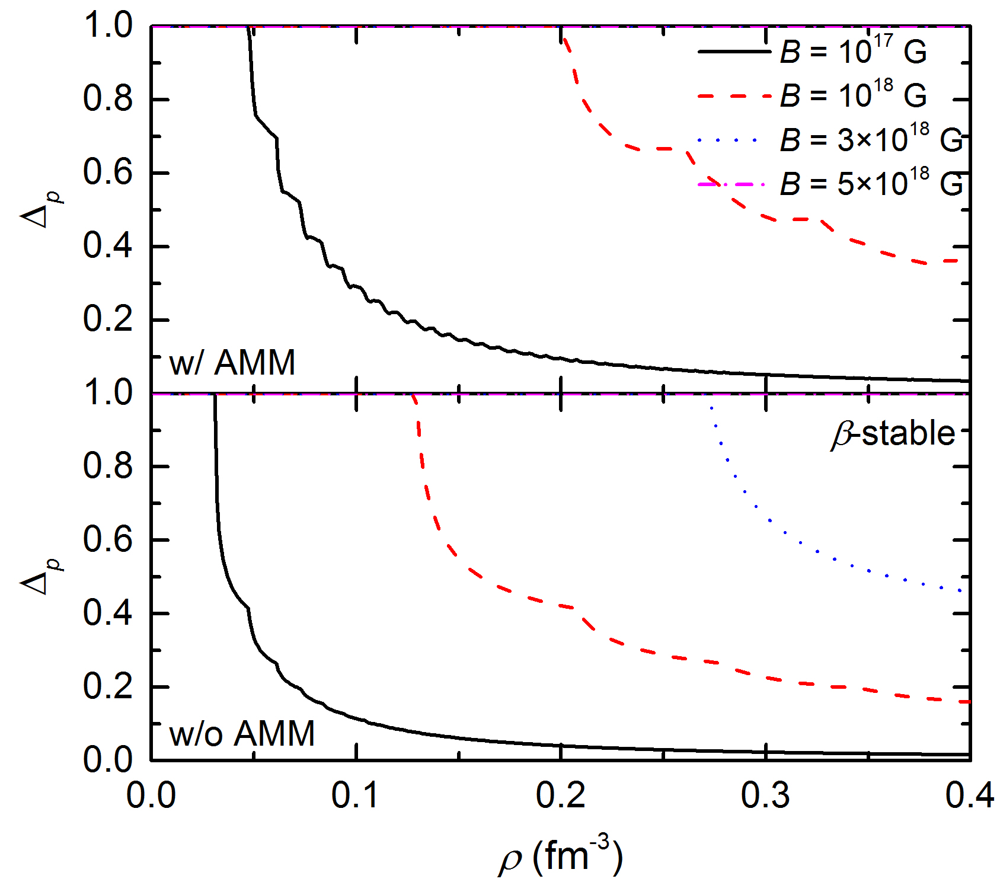 1.0
B = 10¹⁷ G
0.8
B = 10¹⁸ G
B = 3×10¹⁸ G
0.6
B = 5×10¹⁸ G
Δₚ
0.4
0.2
w/ AMM
1.0
β-stable
0.8
0.6
Δₚ
0.4
0.2
w/o AMM
0.0
0.0 0.1 0.2 0.3 0.4
ρ (fm⁻³)